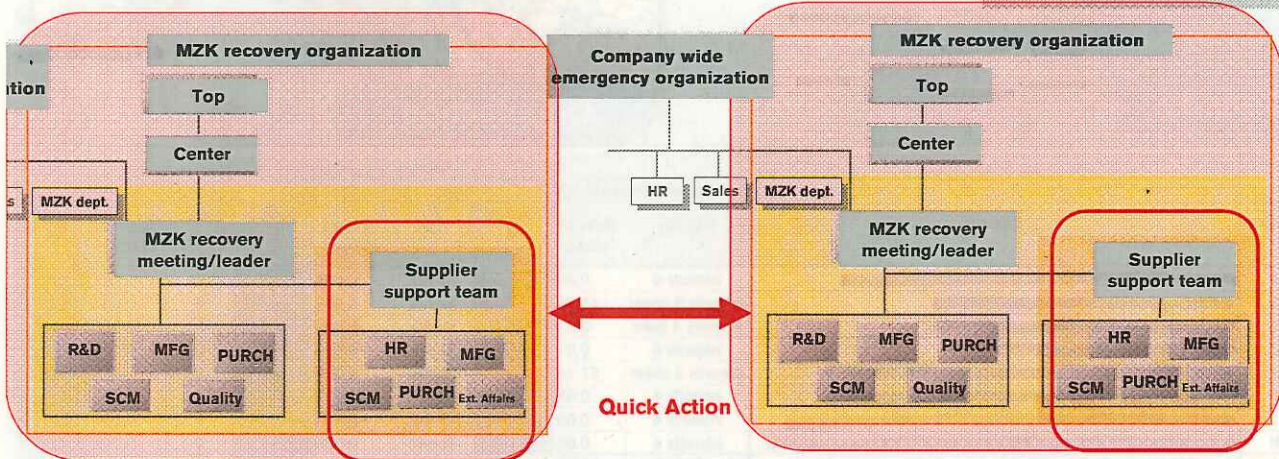 MZK recovery organization
ation
Top
Center
s
MZK dept.
MZK recovery
meeting/leader
Supplier
support team
R&D
MFG
PURCH
SCM
Quality
HR
MFG
SCM
PURCH
Ext. Affairs
Company wide
emergency organization
HR
Sales
MZK dept.
Quick Action
MZK recovery organization
Top
Center
MZK recovery
meeting/leader
Supplier
support team
R&D
MFG
PURCH
SCM
Quality
HR
MFG
SCM
PURCH
Ext. Affairs